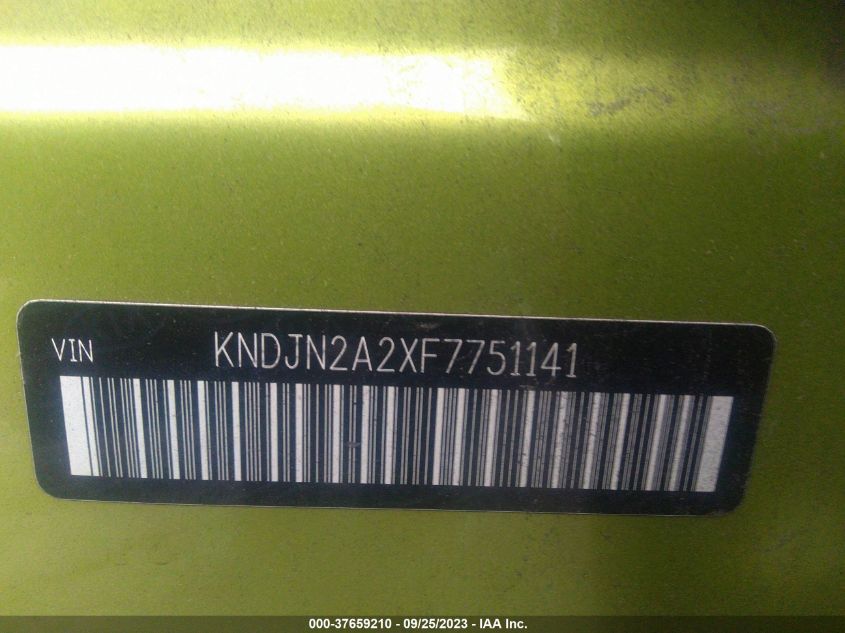 VIN KNDJN2A2XF7751141
000-37659210 - 09/25/2023 - IAA Inc.